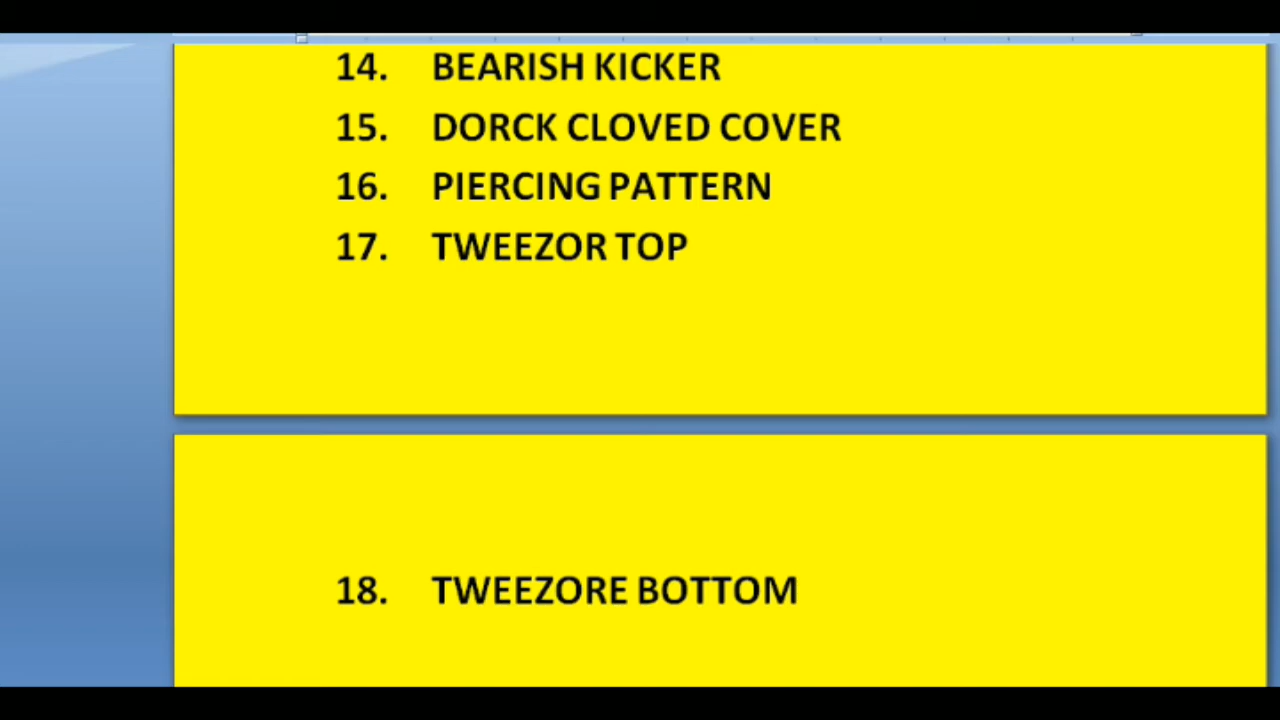 14. BEARISH KICKER
15. DORCK CLOVED COVER
16. PIERCING PATTERN
17. TWEEZOR TOP
18. TWEEZORE BOTTOM